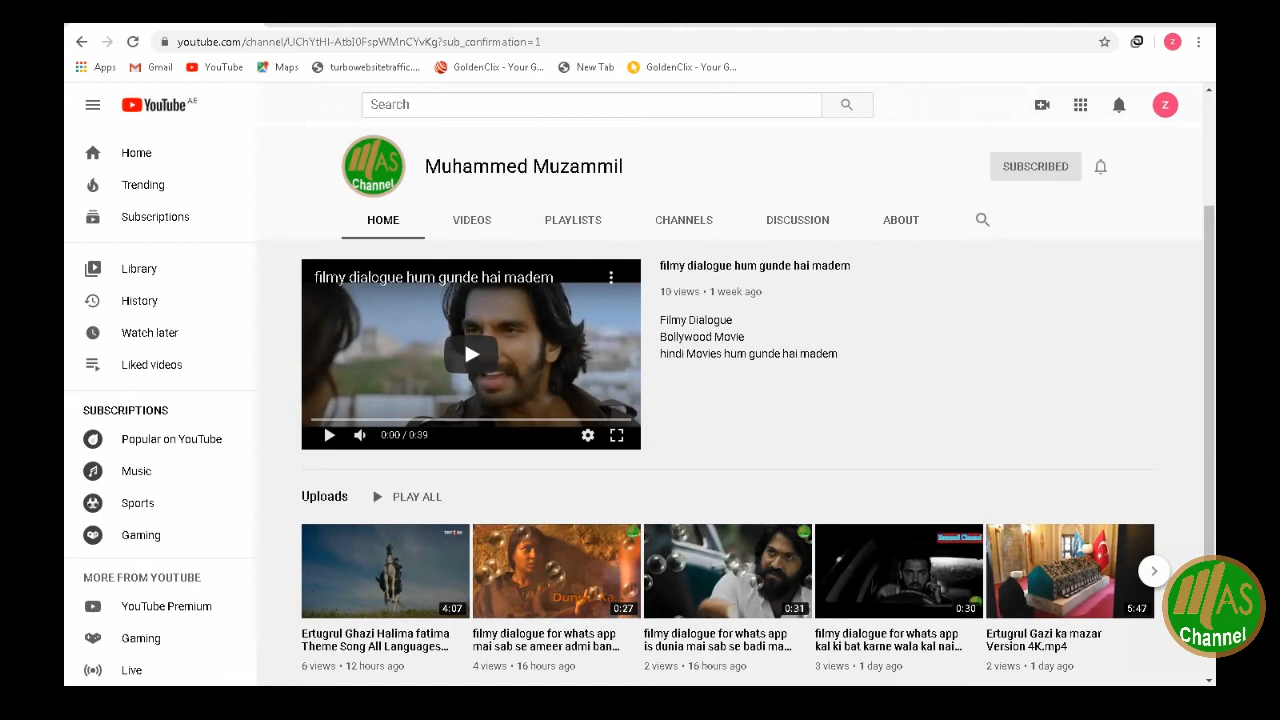 youtube.com/channel/UChYtHI-AtbI0FspWMnCYvKg?sub_confirmation=1
Apps Gmail YouTube Maps turbowebsitetraffic.... GoldenClix - Your G... New Tab GoldenClix - Your G...
YouTube AE
Search
Z
Z
Home
Trending
Subscriptions
Library
History
Watch later
Liked videos
SUBSCRIPTIONS
Popular on YouTube
Music
Sports
Gaming
MORE FROM YOUTUBE
YouTube Premium
Gaming
Live
MAS
Channel
Muhammed Muzammil
SUBSCRIBED
HOME VIDEOS PLAYLISTS CHANNELS DISCUSSION ABOUT
filmy dialogue hum gunde hai madem
0:00 / 0:39
filmy dialogue hum gunde hai madem
10 views • 1 week ago
Filmy Dialogue
Bollywood Movie
hindi Movies hum gunde hai madem
Uploads PLAY ALL
4:07
Ertugrul Ghazi Halima fatima
Theme Song All Languages...
6 views • 12 hours ago
0:27
filmy dialogue for whats app
mai sab se ameer admi ban...
4 views • 16 hours ago
0:31
filmy dialogue for whats app
is dunia mai sab se badi ma...
2 views • 16 hours ago
0:30
filmy dialogue for whats app
kal ki bat karne wala kal nai...
3 views • 1 day ago
5:47
Ertugrul Gazi ka mazar
Version 4K.mp4
2 views • 1 day ago
MAS
Channel